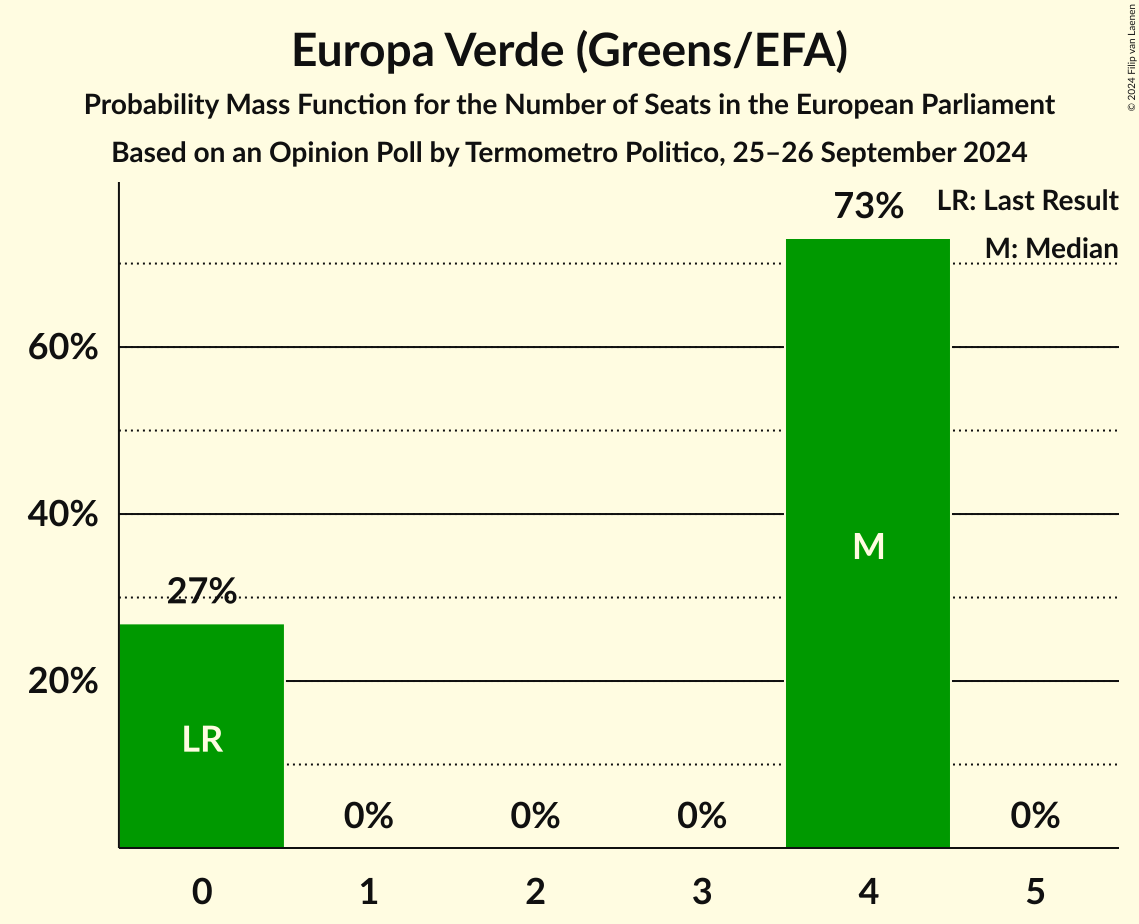 Europa Verde (Greens/EFA)
Probability Mass Function for the Number of Seats in the European Parliament
Based on an Opinion Poll by Termometro Politico, 25–26 September 2024
© 2024 Filip van Laenen
LR: Last Result
M: Median
73%
60%
40%
M
27%
20%
LR
0%
0%
0%
0%
0
1
2
3
4
5